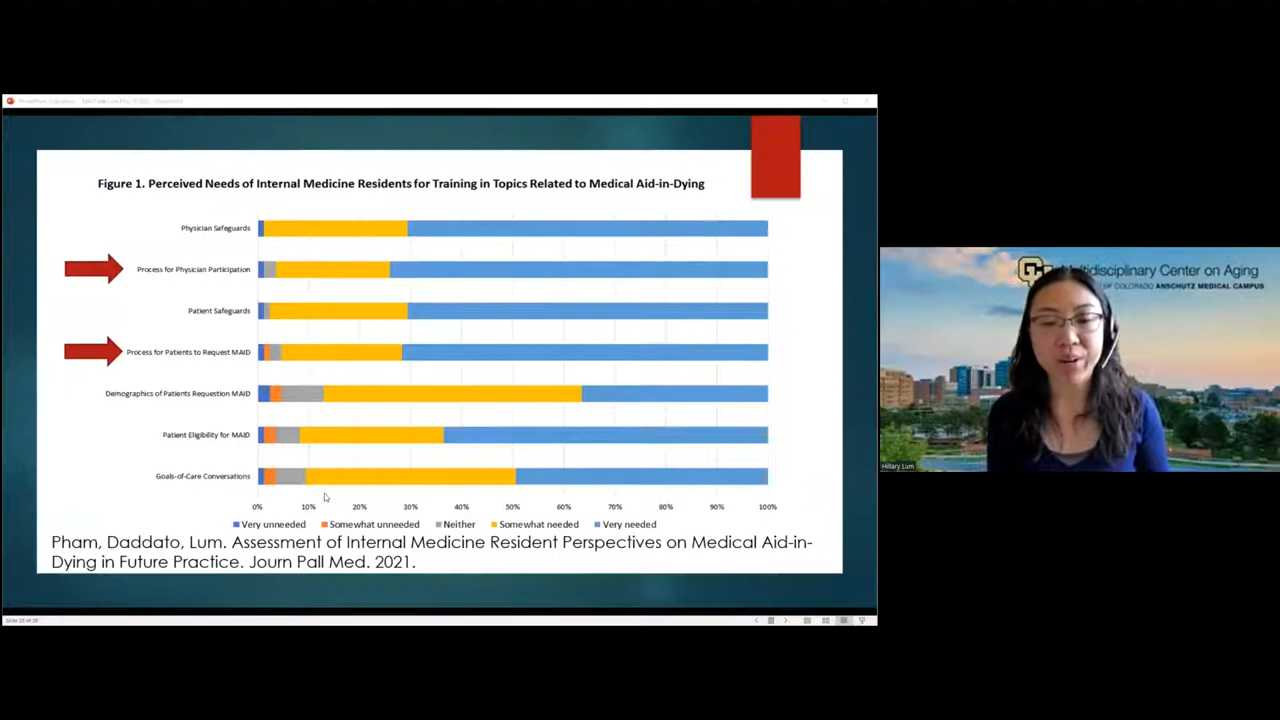 Figure 1. Perceived Needs of Internal Medicine Residents for Training in Topics Related to Medical Aid-in-Dying
Physician Safeguards
Process for Physician Participation
Patient Safeguards
Process for Patients to Request MAID
Demographics of Patients Requestion MAID
Patient Eligibility for MAID
Goals-of-Care Conversations
0% 10% 20% 30% 40% 50% 60% 70% 80% 90% 100%
Very unneeded Somewhat unneeded Neither Somewhat needed Very needed
Pham, Daddato, Lum. Assessment of Internal Medicine Resident Perspectives on Medical Aid-in-
Dying in Future Practice. Journ Pall Med. 2021.
Multidisciplinary Center on Aging
OF COLORADO ANSCHUTZ MEDICAL CAMPUS
Hillary Lum